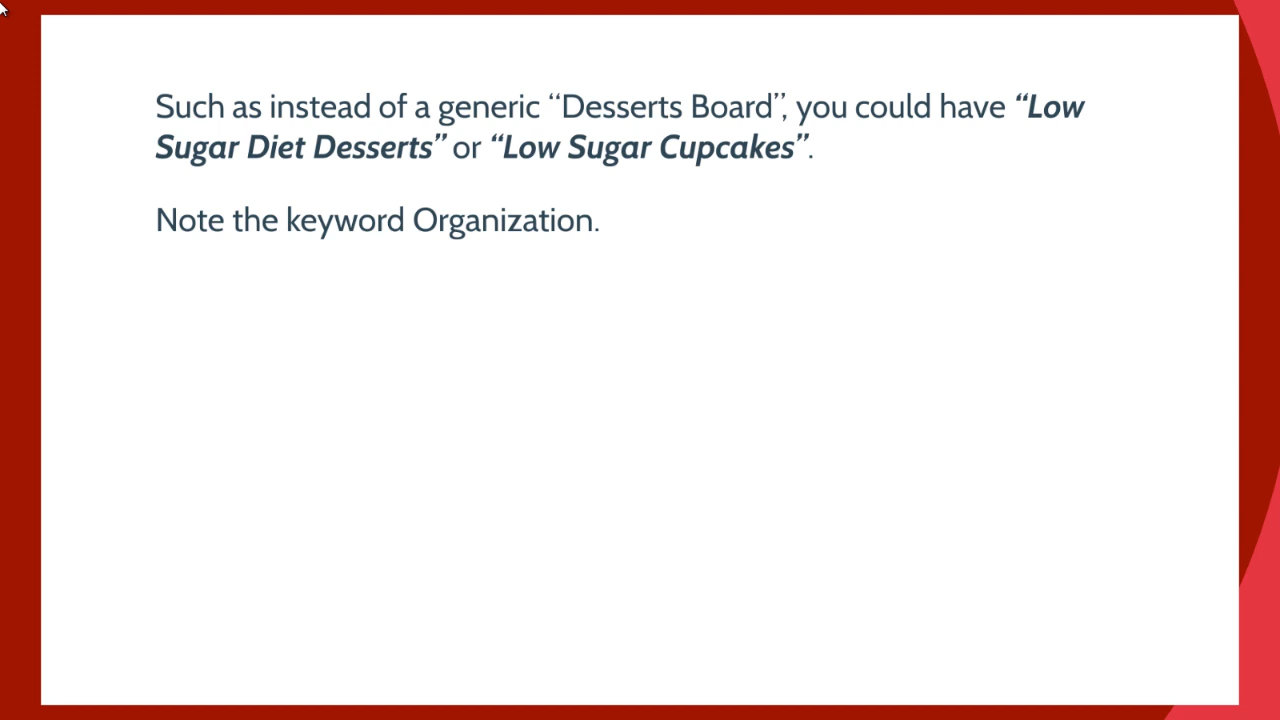 Such as instead of a generic “Desserts Board”, you could have “Low
Sugar Diet Desserts” or “Low Sugar Cupcakes”.
Note the keyword Organization.